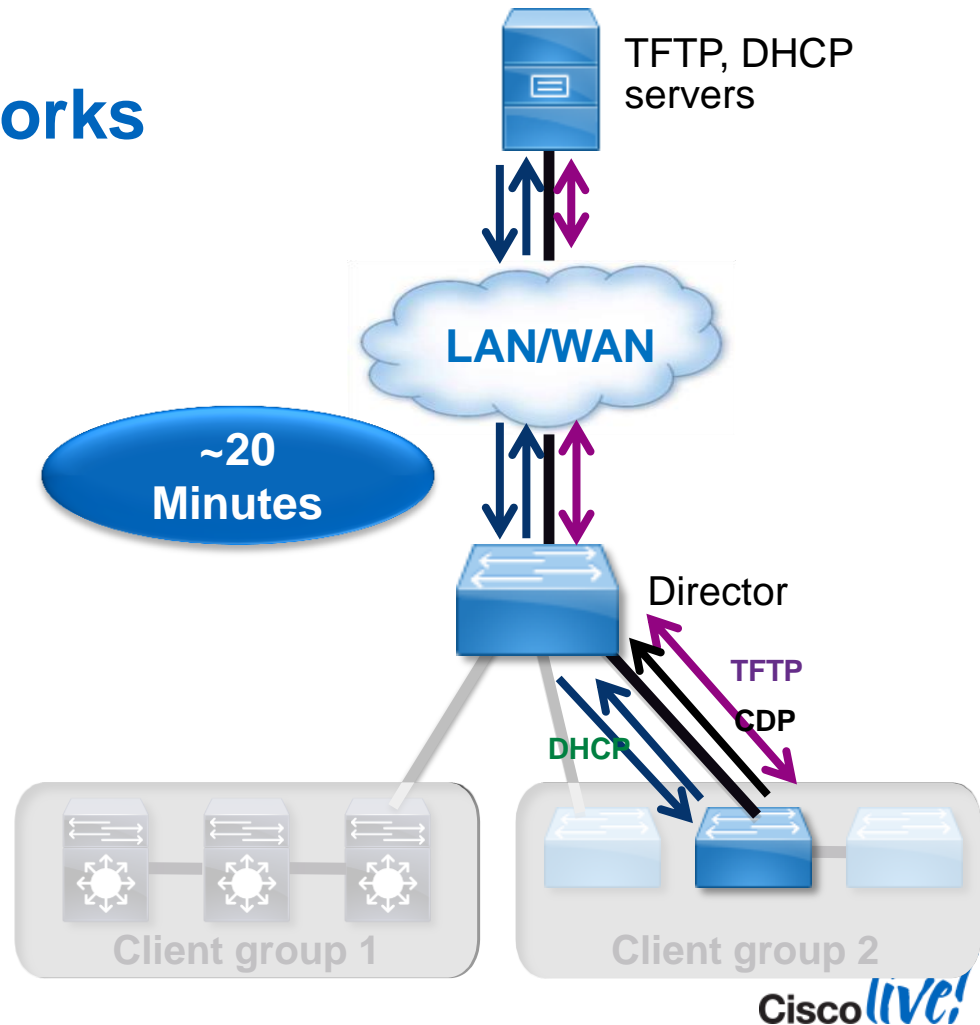 TFTP, DHCP
servers
orks
LAN/WAN
~20
Minutes
Director
TFTP
CDP
DHCP
Client group 1
Client group 2
Cisco live!